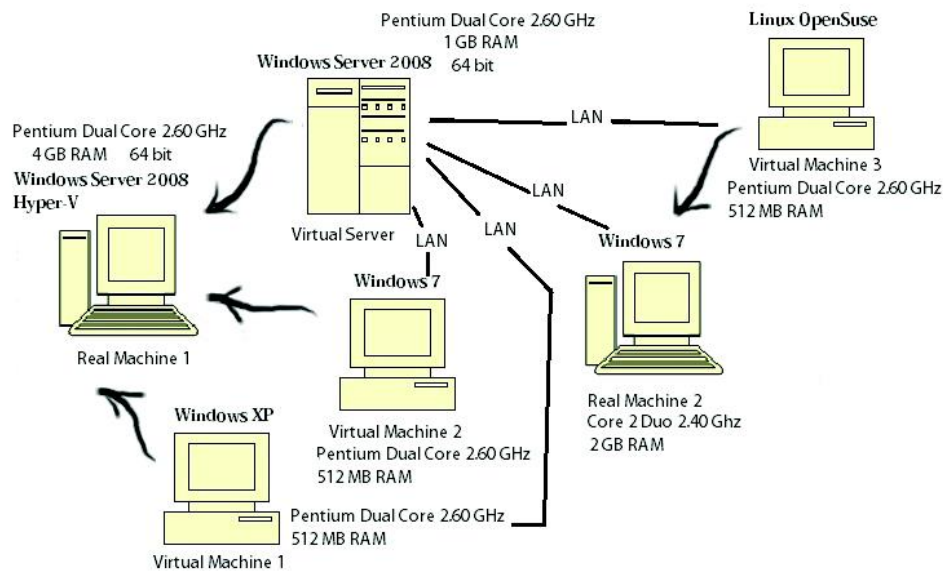 Pentium Dual Core 2.60 GHz
1 GB RAM
64 bit
Windows Server 2008
Linux OpenSuse
LAN
Pentium Dual Core 2.60 GHz
4 GB RAM 64 bit
Windows Server 2008
Hyper-V
Virtual Machine 3
Pentium Dual Core 2.60 GHz
512 MB RAM
LAN
Virtual Server
LAN
LAN
Windows 7
Windows 7
Real Machine 1
Real Machine 2
Core 2 Duo 2.40 Ghz
2 GB RAM
Windows XP
Virtual Machine 2
Pentium Dual Core 2.60 GHz
512 MB RAM
Pentium Dual Core 2.60 GHz
512 MB RAM
Virtual Machine 1